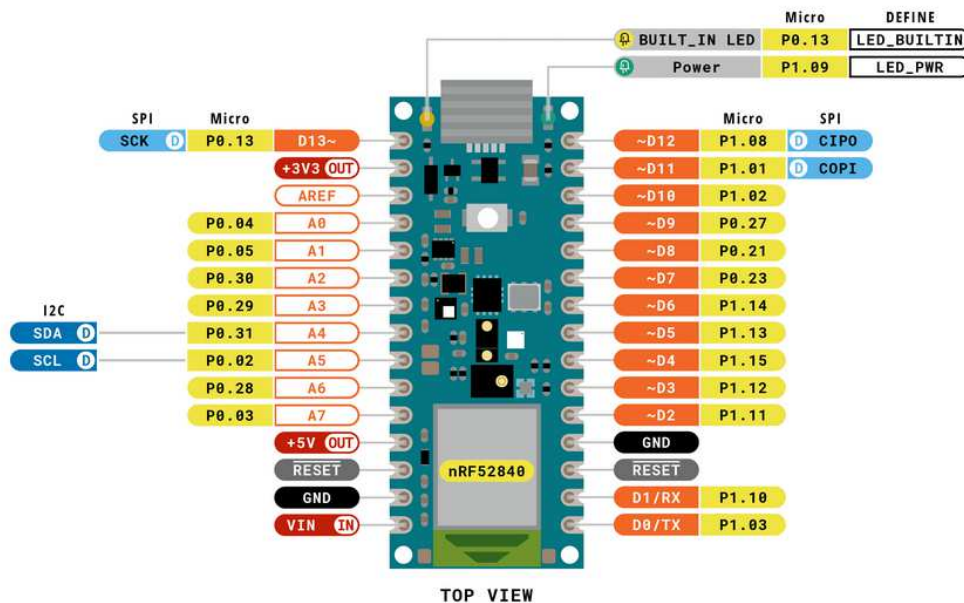 Micro DEFINE
BUILT_IN LED P0.13 LED_BUILTIN
Power P1.09 LED_PWR
SPI Micro Micro SPI
SCK D P0.13 D13~ ~D12 P1.08 D CIPO
+3V3 OUT ~D11 P1.01 D COPI
AREF ~D10 P1.02
P0.04 A0 ~D9 P0.27
P0.05 A1 ~D8 P0.21
P0.30 A2 ~D7 P0.23
I2C P0.29 A3 ~D6 P1.14
SDA D P0.31 A4 ~D5 P1.13
SCL D P0.02 A5 ~D4 P1.15
P0.28 A6 ~D3 P1.12
P0.03 A7 ~D2 P1.11
+5V OUT GND
RESET nRF52840 RESET
GND D1/RX P1.10
VIN IN D0/TX P1.03
TOP VIEW